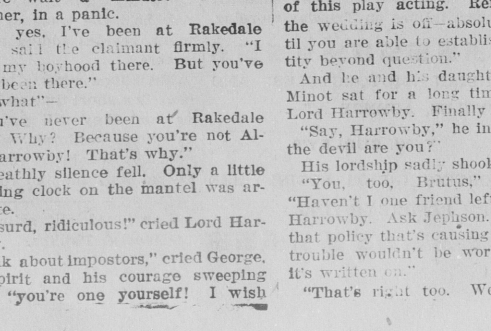 her, in a panic.
yes, I've been at Rakedale
said the claimant firmly. "I
my boyhood there. But you've
been there."
what"—
u've never been at Rakedale
Why? Because you're not Al-
arrowby! That's why."
eathly silence fell. Only a little
ing clock on the mantel was ar-
te.
surd, ridiculous!" cried Lord Har-
k about impostors," cried George,
pirit and his courage sweeping
"you're one yourself! I wish
of this play acting.
the wedding is off—absolu
til you are able to establis
tity beyond question."
And he and his daught
Minot sat for a long tim
Lord Harrowby. Finally
"Say, Harrowby," he in
the devil are you?"
His lordship sadly shook
"You, too, Brutus,"
"Haven't I one friend lef
Harrowby. Ask Jephson.
that policy that's causing
trouble wouldn't be wor
it's written on."
"That's right too. We